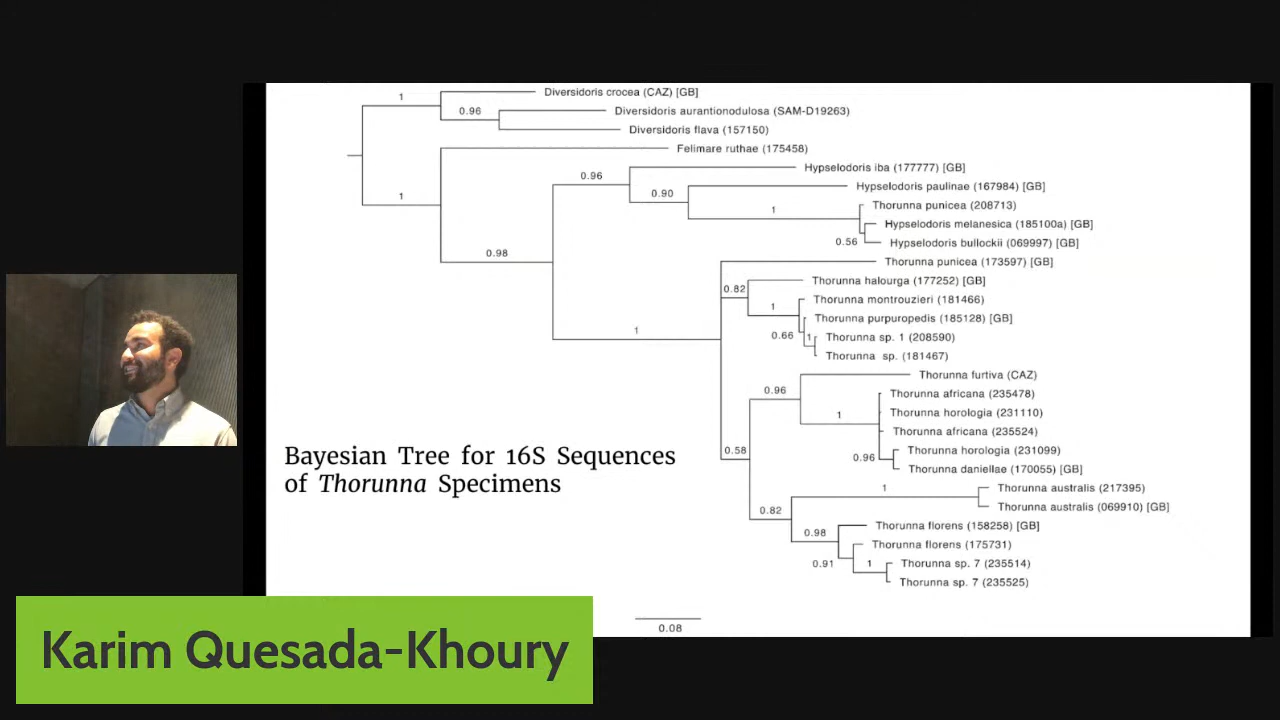 1
Diversidoris crocea (CAZ) [GB]
0.96
Diversidoris aurantionodulosa (SAM-D19263)
Diversidoris flava (157150)
Felimare ruthae (175458)
0.96
Hypselodoris iba (177777) [GB]
1
0.90
Hypselodoris paulinae (167984) [GB]
1
Thorunna punicea (208713)
Hypselodoris melanesica (185100a) [GB]
0.56
Hypselodoris bullockii (069997) [GB]
0.98
Thorunna punicea (173597) [GB]
0.82
Thorunna halourga (177252) [GB]
1
Thorunna montrouzieri (181466)
Thorunna purpuropedis (185128) [GB]
1
0.66
1
Thorunna sp. 1 (208590)
Thorunna sp. (181467)
Thorunna furtiva (CAZ)
0.96
Thorunna africana (235478)
1
Thorunna horologia (231110)
Thorunna africana (235524)
0.58
0.96
Thorunna horologia (231099)
Thorunna daniellae (170055) [GB]
1
Thorunna australis (217395)
0.82
Thorunna australis (069910) [GB]
0.98
Thorunna florens (158258) [GB]
Thorunna florens (175731)
0.91
1
Thorunna sp. 7 (235514)
Thorunna sp. 7 (235525)
Bayesian Tree for 16S Sequences
of Thorunna Specimens
0.08
Karim Quesada-Khoury